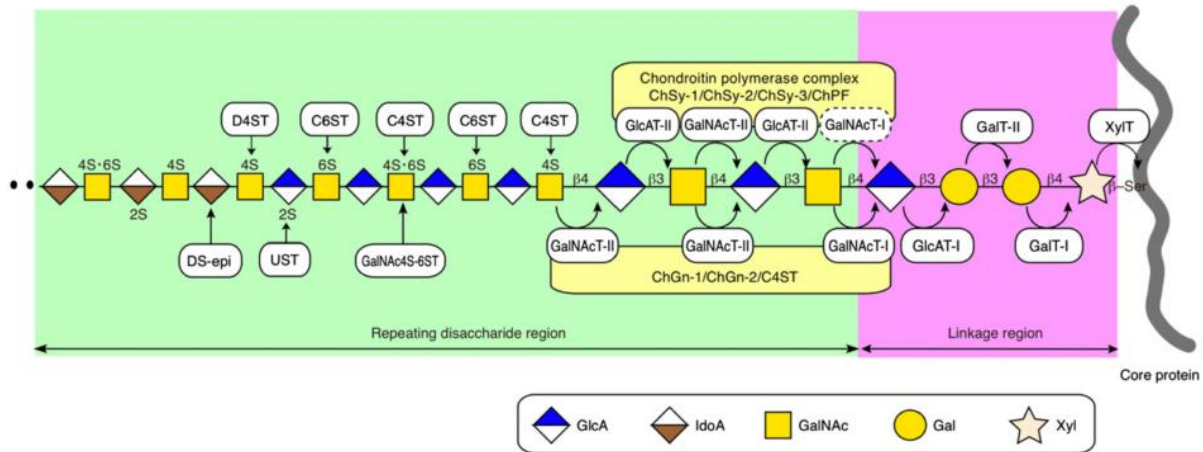 Chondroitin polymerase complex
ChSy-1/ChSy-2/ChSy-3/ChPF
D4ST C6ST C4ST C6ST C4ST GlcAT-II GalNAcT-II GlcAT-II GalNAcT-I GalT-II XylT
4S·6S 4S 4S 6S 4S·6S 6S 4S
β4 β3 β4 β3 β4 β3 β3 β4 β–Ser
2S 2S
DS-epi UST GalNAc4S-6ST GalNAcT-II GalNAcT-II GalNAcT-I GlcAT-I GalT-I
ChGn-1/ChGn-2/C4ST
Repeating disaccharide region Linkage region
Core protein
GlcA IdoA GalNAc Gal Xyl